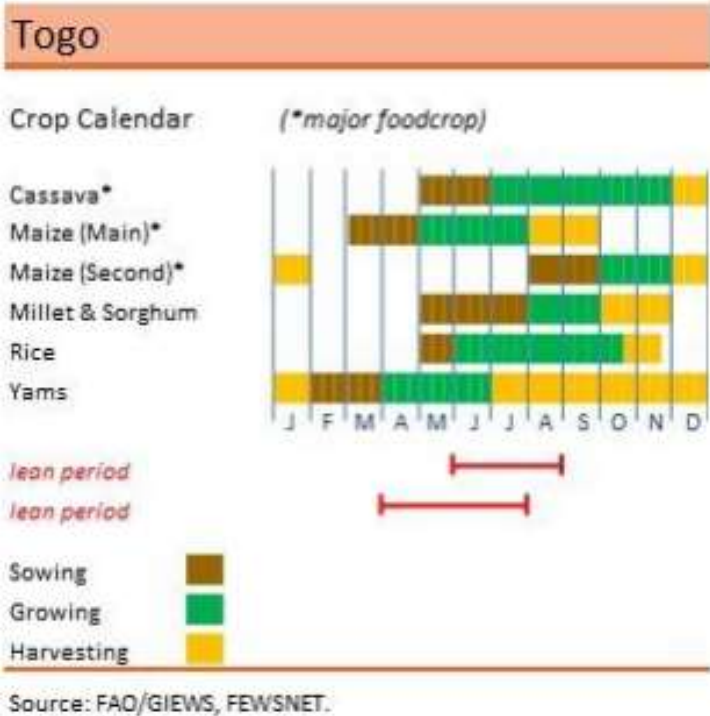 Togo
Crop Calendar (*major foodcrop)
Cassava*
Maize (Main)*
Maize (Second)*
Millet & Sorghum
Rice
Yams
J F M A M J J A S O N D
lean period
lean period
Sowing
Growing
Harvesting
Source: FAO/GIEWS, FEWSNET.